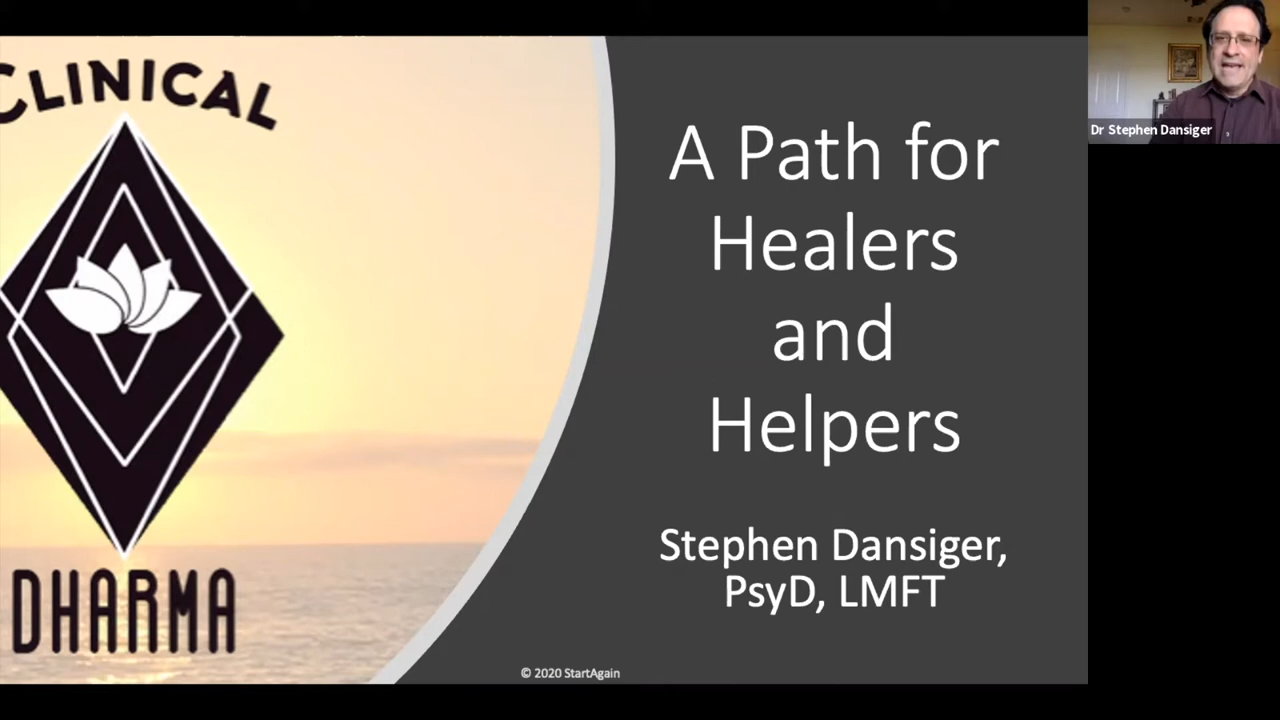 CLINICAL
DHARMA
A Path for
Healers
and
Helpers
Stephen Dansiger,
PsyD, LMFT
© 2020 StartAgain
Dr Stephen Dansiger